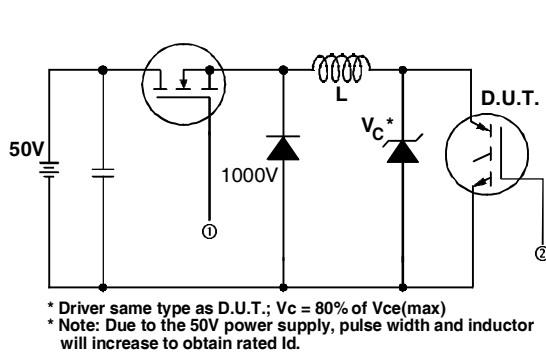 L
D.U.T.
VC *
50V
1000V
①
②
* Driver same type as D.U.T.; Vc = 80% of Vce(max)
* Note: Due to the 50V power supply, pulse width and inductor
will increase to obtain rated Id.